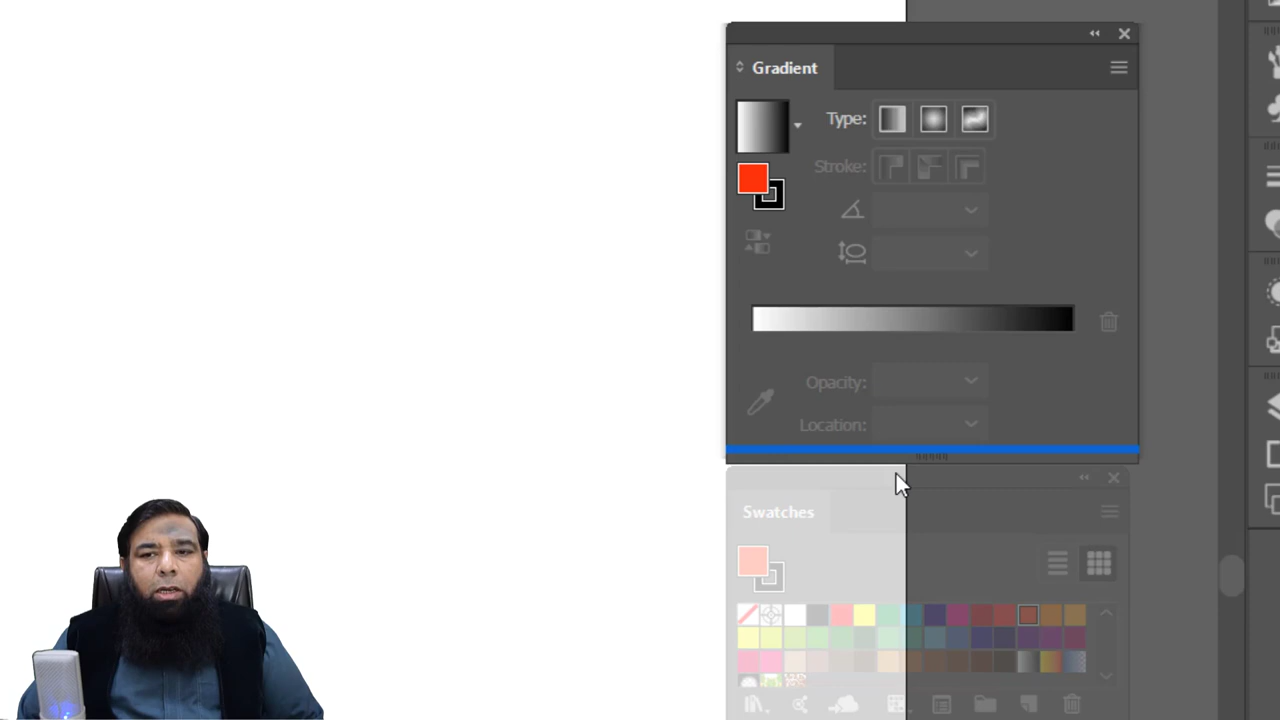 Gradient
Type:
Stroke:
Opacity:
Location:
Swatches